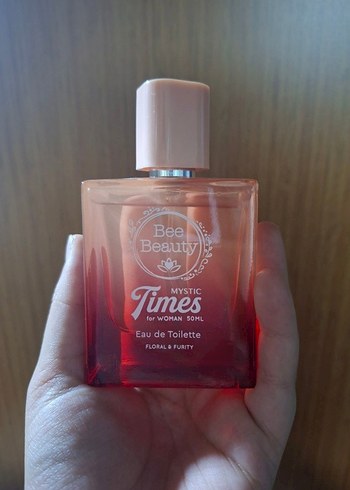 Bee
Beauty
MYSTIC
Times
for WOMAN 50ML
Eau de Toilette
FLORAL & PURITY